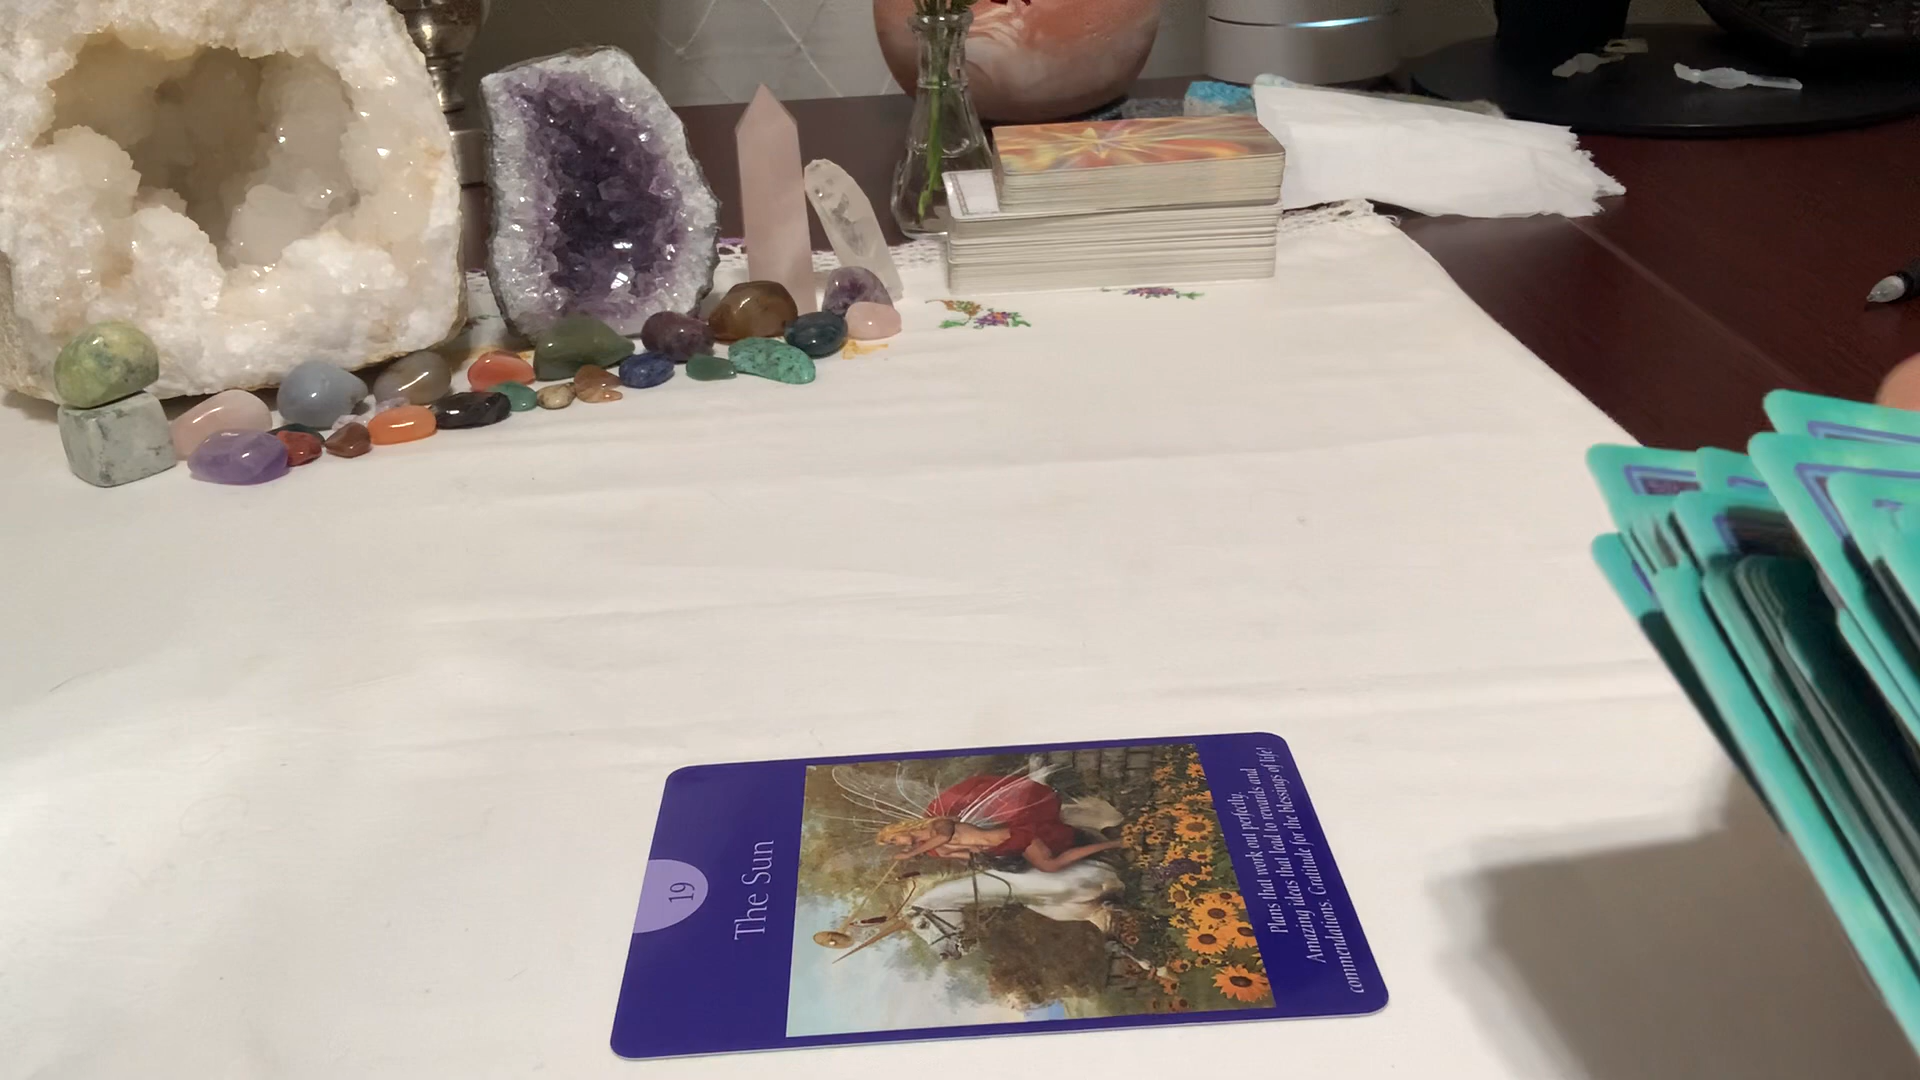 19
The Sun
Plans that work out perfectly.
Amazing ideas that lead to rewards and
commendations. Gratitude for the blessings of life!